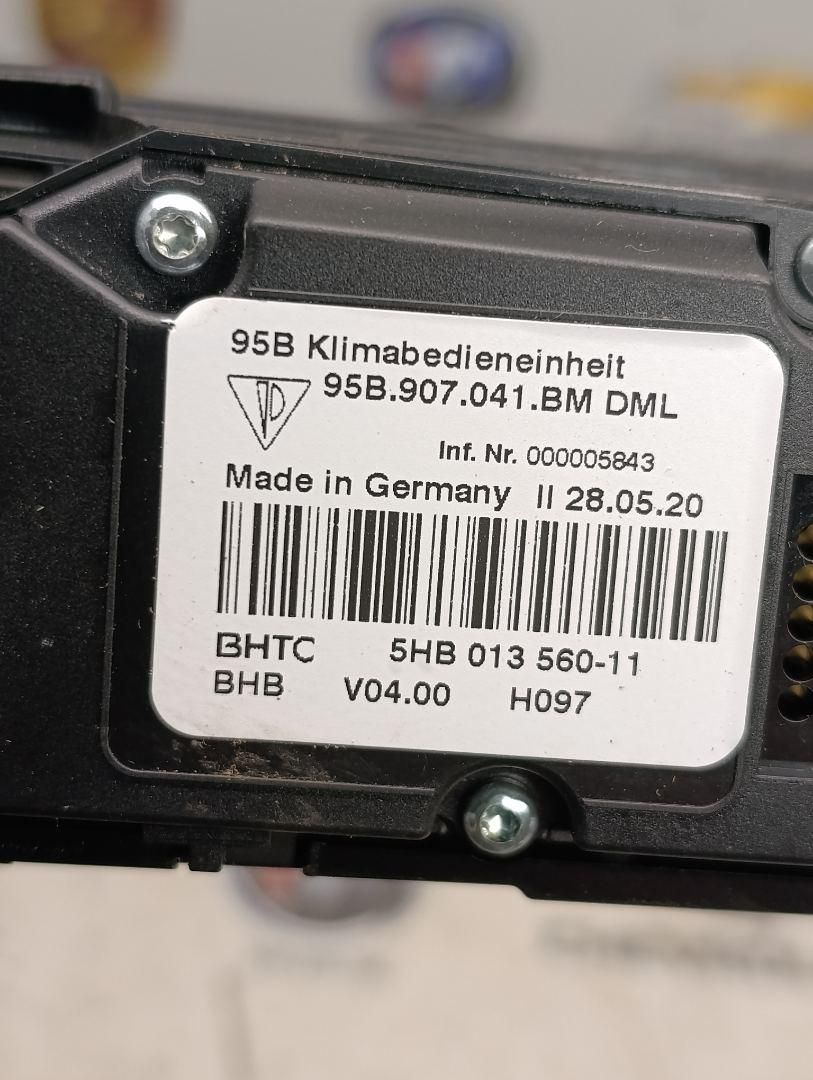 95B Klimabedieneinheit
95B.907.041.BM DML
Inf. Nr. 000005843
Made in Germany II 28.05.20
BHTC 5HB 013 560-11
BHB V04.00 H097